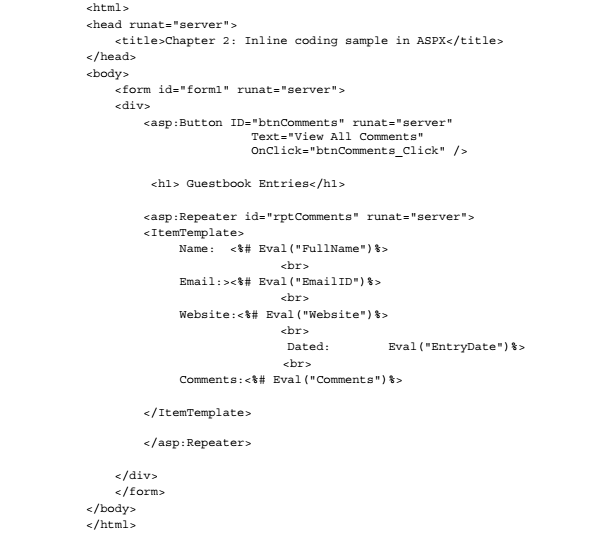 <html>
<head runat="server">
<title>Chapter 2: Inline coding sample in ASPX</title>
</head>
<body>
<form id="form1" runat="server">
<div>
<asp:Button ID="btnComments" runat="server"
Text="View All Comments"
OnClick="btnComments_Click" />
<h1> Guestbook Entries</h1>
<asp:Repeater id="rptComments" runat="server">
<ItemTemplate>
Name: <%# Eval("FullName")%>
<br>
Email:><%# Eval("EmailID")%>
<br>
Website:<%# Eval("Website")%>
<br>
Dated: Eval("EntryDate")%>
<br>
Comments:<%# Eval("Comments")%>
</ItemTemplate>
</asp:Repeater>
</div>
</form>
</body>
</html>